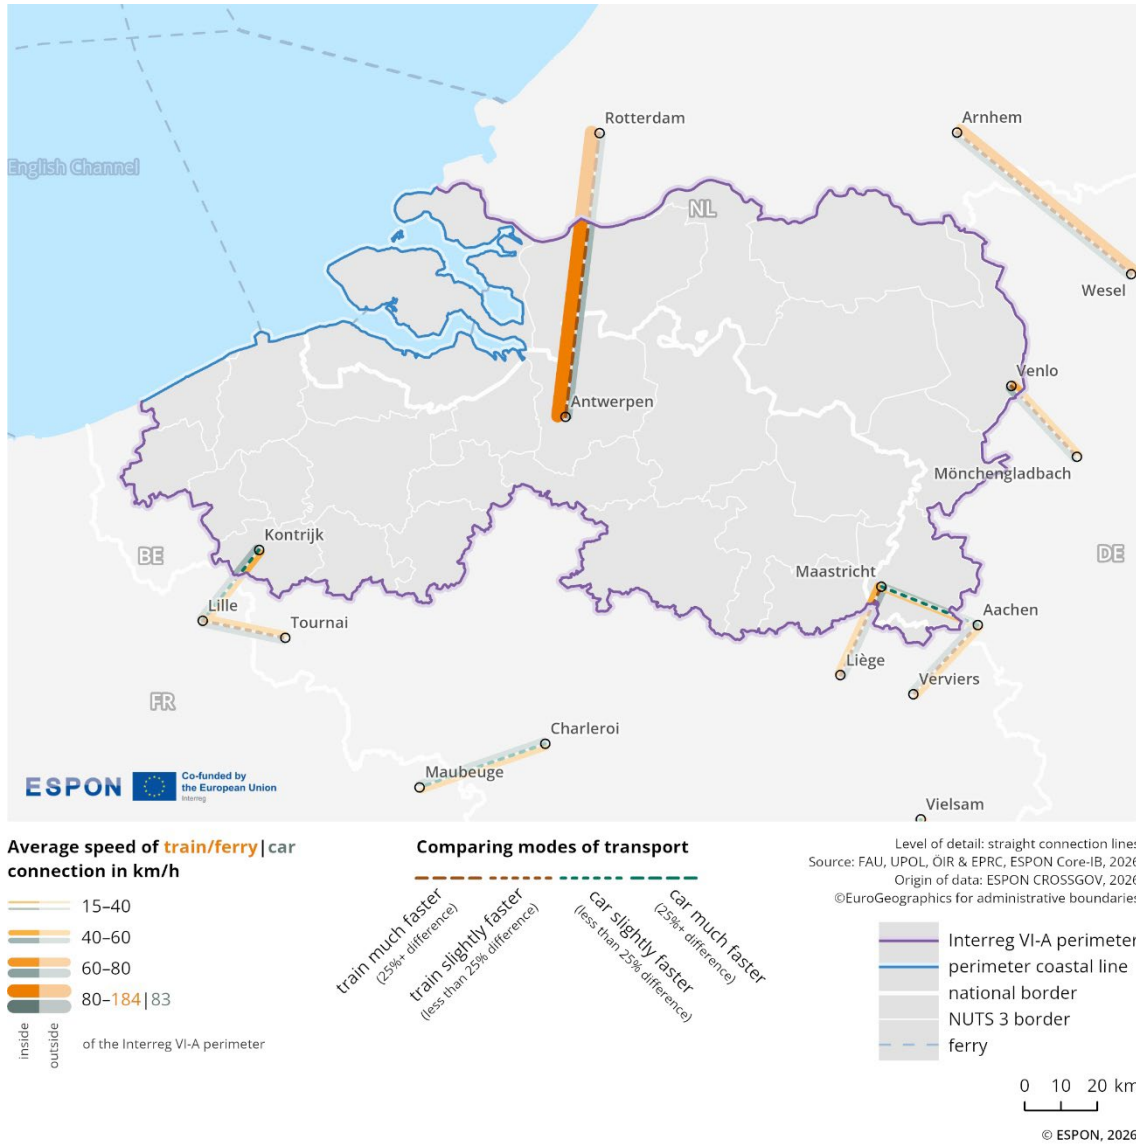 Rotterdam
Arnhem
English Channel
NL
Wesel
Venlo
Antwerpen
Mönchengladbach
Kontrijk
BE
DE
Maastricht
Lille
Aachen
Tournai
Liège
Verviers
FR
Charleroi
Maubeuge
ESPON
Co-funded by
the European Union
Interreg
Vielsam
Average speed of train/ferry|car
connection in km/h
15–40
40–60
60–80
80–184|83
inside
outside
of the Interreg VI-A perimeter
Comparing modes of transport
train much faster
(25%+ difference)
train slightly faster
(less than 25% difference)
car slightly faster
(less than 25% difference)
car much faster
(25%+ difference)
Level of detail: straight connection lines
Source: FAU, UPOL, ÖIR & EPRC, ESPON Core-IB, 2026
Origin of data: ESPON CROSSGOV, 2026
©EuroGeographics for administrative boundaries
Interreg VI-A perimeter
perimeter coastal line
national border
NUTS 3 border
ferry
0 10 20 km
© ESPON, 2026